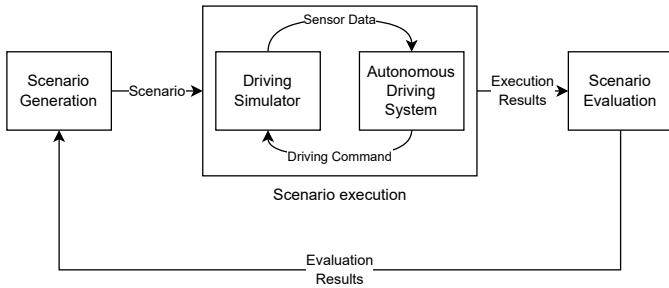 Sensor Data
Scenario
Generation
Scenario
Driving
Simulator
Autonomous
Driving
System
Execution
Results
Scenario
Evaluation
Driving Command
Scenario execution
Evaluation
Results